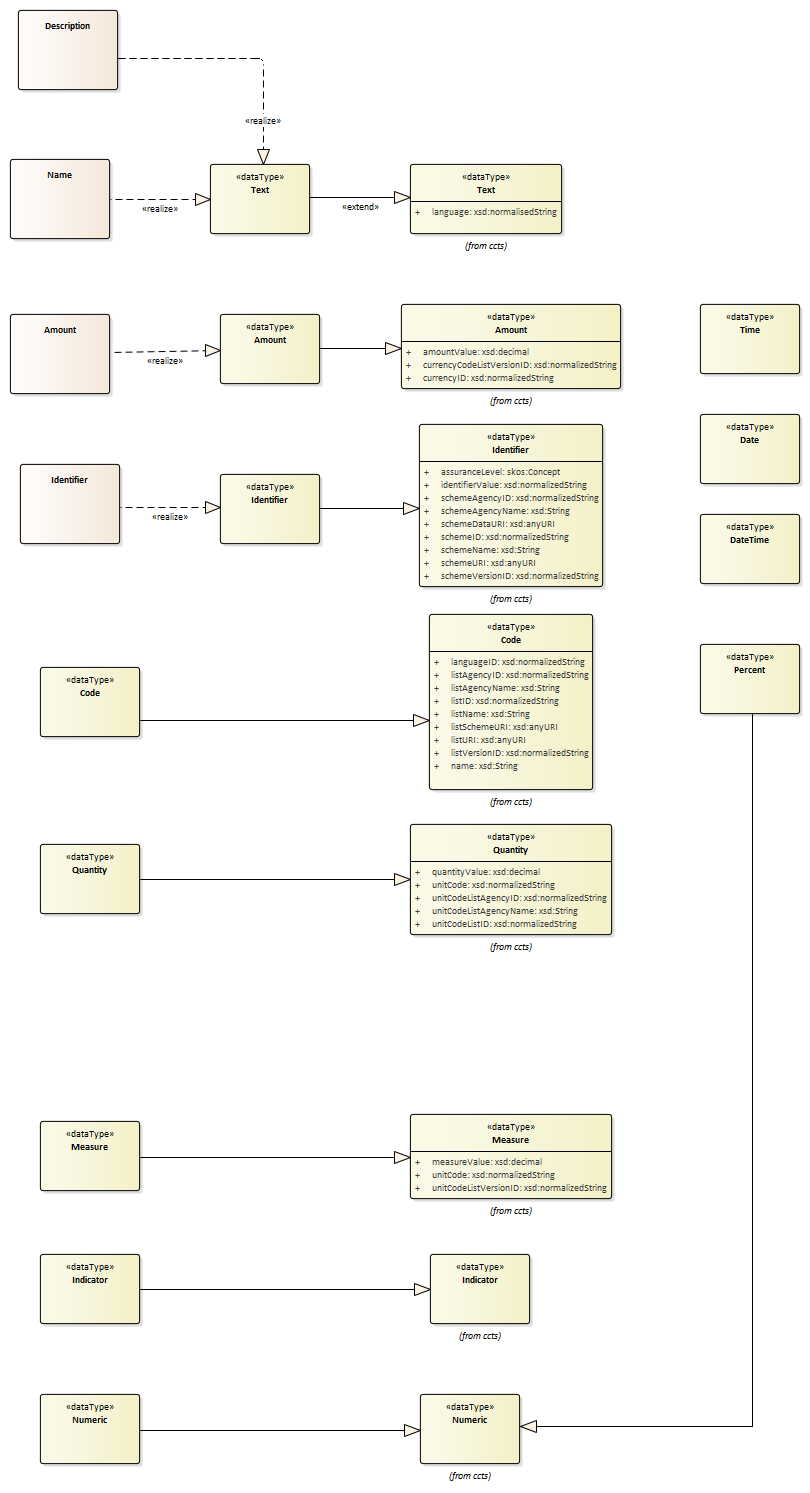 Description
«realize»
Name
«realize»
«dataType»
Text
«extend»
«dataType»
Text
+ language: xsd:normalisedString
(from ccts)
Amount
«realize»
«dataType»
Amount
«dataType»
Amount
+ amountValue: xsd:decimal
+ currencyCodeListVersionID: xsd:normalizedString
+ currencyID: xsd:normalizedString
(from ccts)
«dataType»
Time
«dataType»
Date
Identifier
«realize»
«dataType»
Identifier
«dataType»
Identifier
+ assuranceLevel: skos:Concept
+ identifierValue: xsd:normalizedString
+ schemeAgencyID: xsd:normalizedString
+ schemeAgencyName: xsd:String
+ schemeDataURI: xsd:anyURI
+ schemeID: xsd:normalizedString
+ schemeName: xsd:String
+ schemeURI: xsd:anyURI
+ schemeVersionID: xsd:normalizedString
(from ccts)
«dataType»
DateTime
«dataType»
Code
«dataType»
Code
+ languageID: xsd:normalizedString
+ listAgencyID: xsd:normalizedString
+ listAgencyName: xsd:String
+ listID: xsd:normalizedString
+ listName: xsd:String
+ listSchemeURI: xsd:anyURI
+ listURI: xsd:anyURI
+ listVersionID: xsd:normalizedString
+ name: xsd:String
(from ccts)
«dataType»
Percent
«dataType»
Quantity
«dataType»
Quantity
+ quantityValue: xsd:decimal
+ unitCode: xsd:normalizedString
+ unitCodeListAgencyID: xsd:normalizedString
+ unitCodeListAgencyName: xsd:String
+ unitCodeListID: xsd:normalizedString
(from ccts)
«dataType»
Measure
«dataType»
Measure
+ measureValue: xsd:decimal
+ unitCode: xsd:normalizedString
+ unitCodeListVersionID: xsd:normalizedString
(from ccts)
«dataType»
Indicator
«dataType»
Indicator
(from ccts)
«dataType»
Numeric
«dataType»
Numeric
(from ccts)